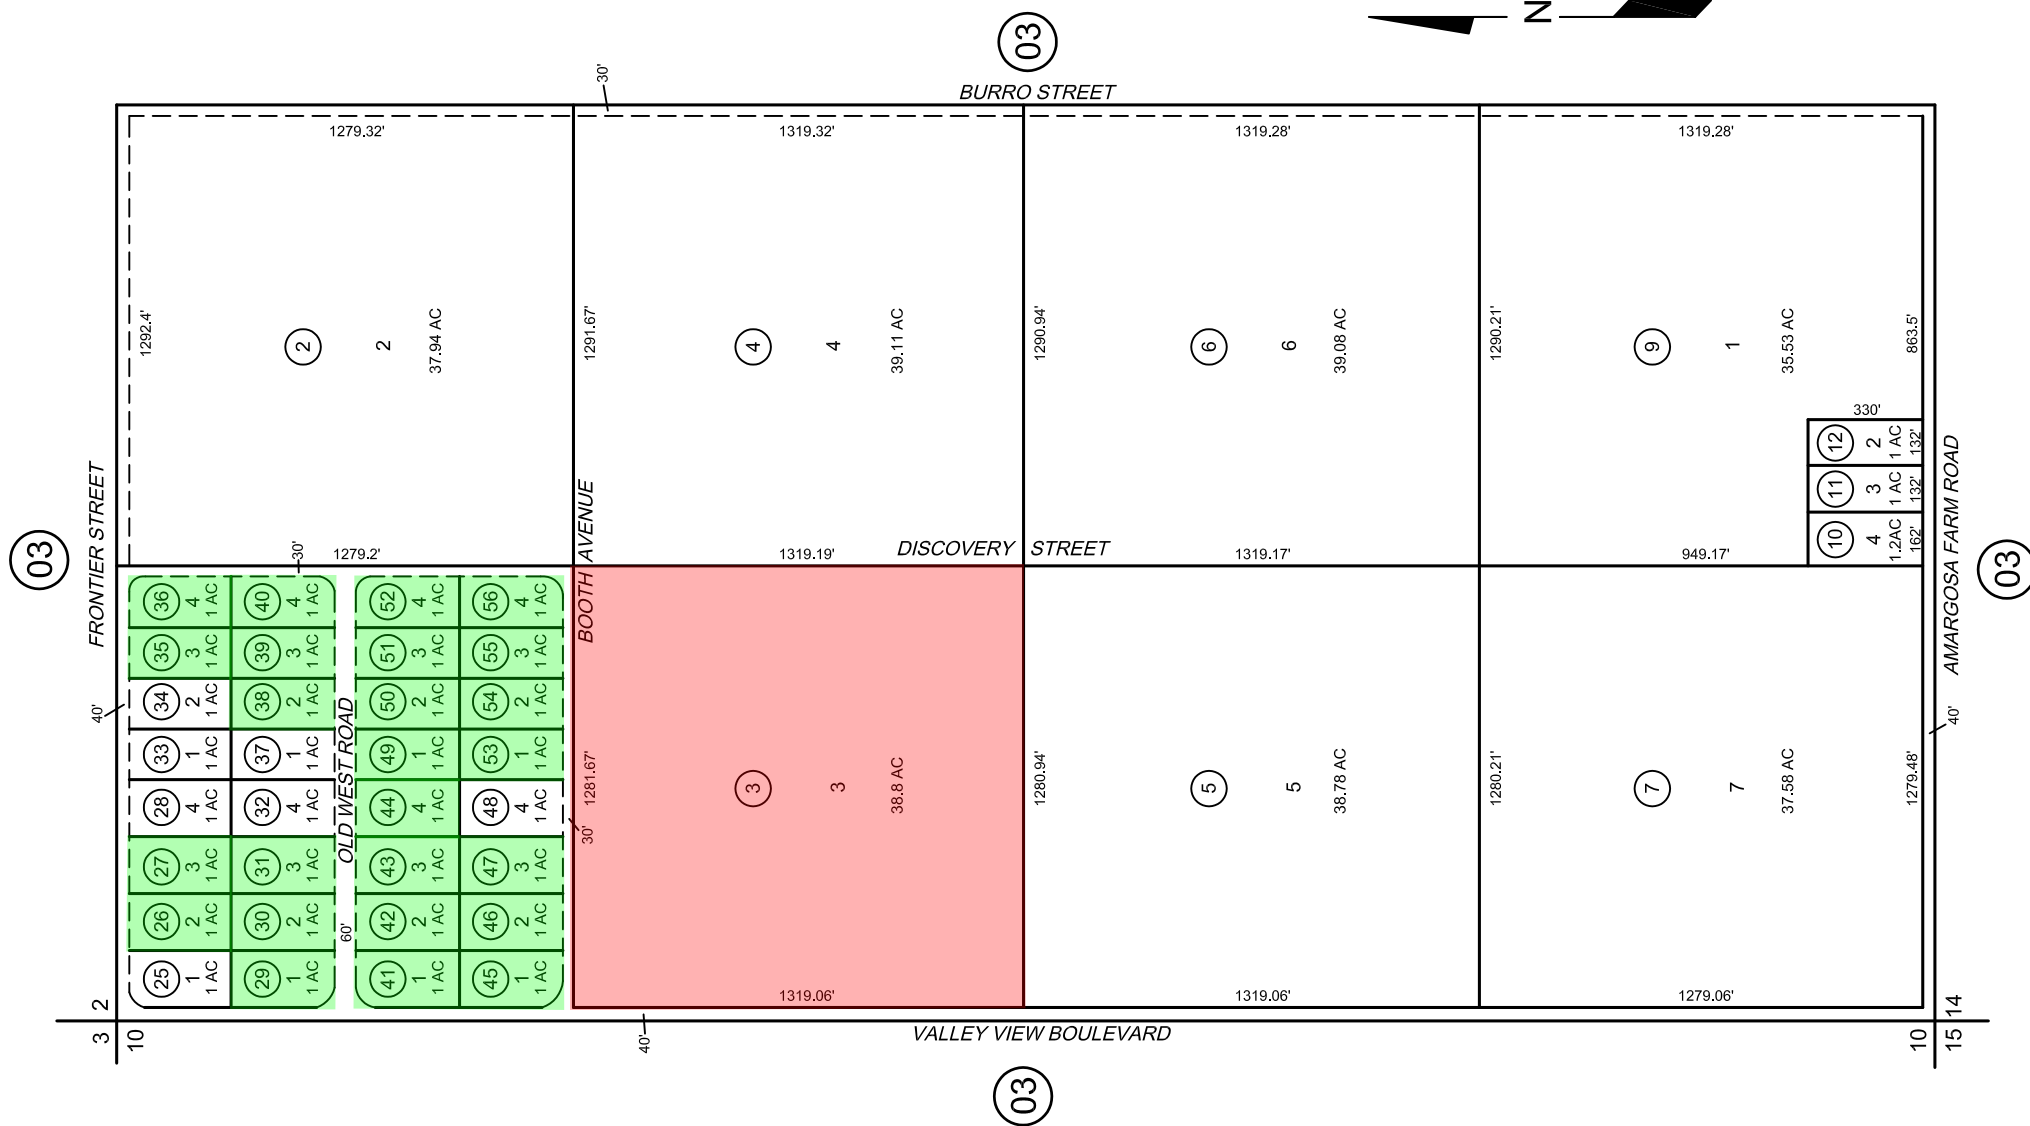 N
03
BURRO STREET
30'
1279.32'
1319.32'
1319.28'
1319.28'
1292.4'
2
2
37.94 AC
1291.67'
4
4
39.11 AC
1290.94'
6
6
39.08 AC
1290.21'
9
1
35.53 AC
863.5'
330'
12
2
1 AC
132'
11
3
1 AC
132'
10
4
1.2AC
162'
FRONTIER STREET
03
BOOTH AVENUE
DISCOVERY STREET
AMARGOSA FARM ROAD
03
30'
1279.2'
1319.19'
1319.17'
949.17'
36
4
1 AC
40
4
1 AC
52
4
1 AC
56
4
1 AC
35
3
1 AC
39
3
1 AC
51
3
1 AC
55
3
1 AC
34
2
1 AC
38
2
1 AC
50
2
1 AC
54
2
1 AC
33
1
1 AC
37
1
1 AC
49
1
1 AC
53
1
1 AC
28
4
1 AC
32
4
1 AC
44
4
1 AC
48
4
1 AC
27
3
1 AC
31
3
1 AC
43
3
1 AC
47
3
1 AC
26
2
1 AC
30
2
1 AC
42
2
1 AC
46
2
1 AC
25
1
1 AC
29
1
1 AC
41
1
1 AC
45
1
1 AC
OLD WEST ROAD
60'
40'
30'
1281.67'
3
3
38.8 AC
1280.94'
5
5
38.78 AC
1280.21'
7
7
37.58 AC
1279.48'
40'
1319.06'
1319.06'
1279.06'
3
2
10
40'
VALLEY VIEW BOULEVARD
10
15
14
03